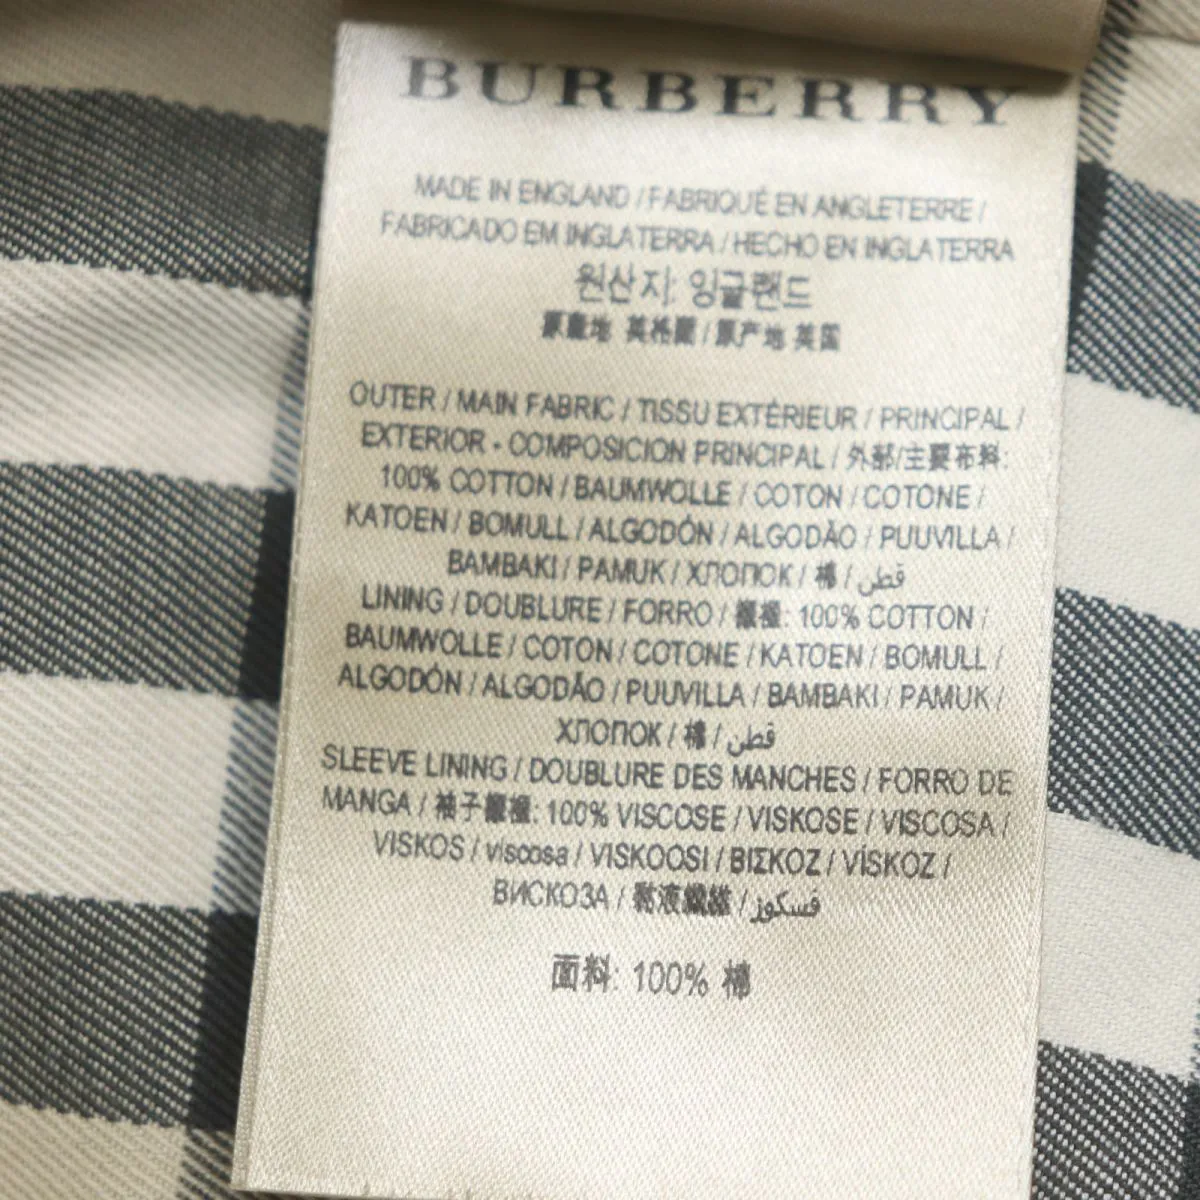 BURBERRY
MADE IN ENGLAND / FABRIQUÉ EN ANGLETERRE /
FABRICADO EM INGLATERRA / HECHO EN INGLATERRA
원산지: 잉글랜드
原產地 英格蘭 / 原产地 英国
OUTER / MAIN FABRIC / TISSU EXTÉRIEUR / PRINCIPAL /
EXTERIOR - COMPOSICION PRINCIPAL / 外部/主要布料:
100% COTTON / BAUMWOLLE / COTON / COTONE /
KATOEN / BOMULL / ALGODÓN / ALGODÃO / PUUVILLA /
BAMBAKI / PAMUK / ХЛОПОК / 棉 / قطن
LINING / DOUBLURE / FORRO / 襯裡: 100% COTTON /
BAUMWOLLE / COTON / COTONE / KATOEN / BOMULL /
ALGODÓN / ALGODÃO / PUUVILLA / BAMBAKI / PAMUK /
ХЛОПОК / 棉 / قطن
SLEEVE LINING / DOUBLURE DES MANCHES / FORRO DE
MANGA / 袖子襯裡: 100% VISCOSE / VISKOSE / VISCOSA /
VISKOS / viscosa / VISKOOSI / ΒΙΣΚΟΖ / VÍSKOZ /
ВИСКОЗА / 黏液纖維 / فسكوز
面料: 100% 棉